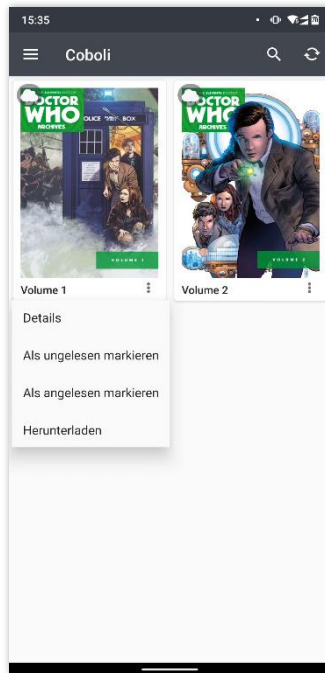 15:35
Coboli
DOCTOR
WHO
ARCHIVES
POLICE BOX
VOLUME 1
DOCTOR
WHO
ARCHIVES
VOLUME 2
Volume 1
Volume 2
Details
Als ungelesen markieren
Als angelesen markieren
Herunterladen